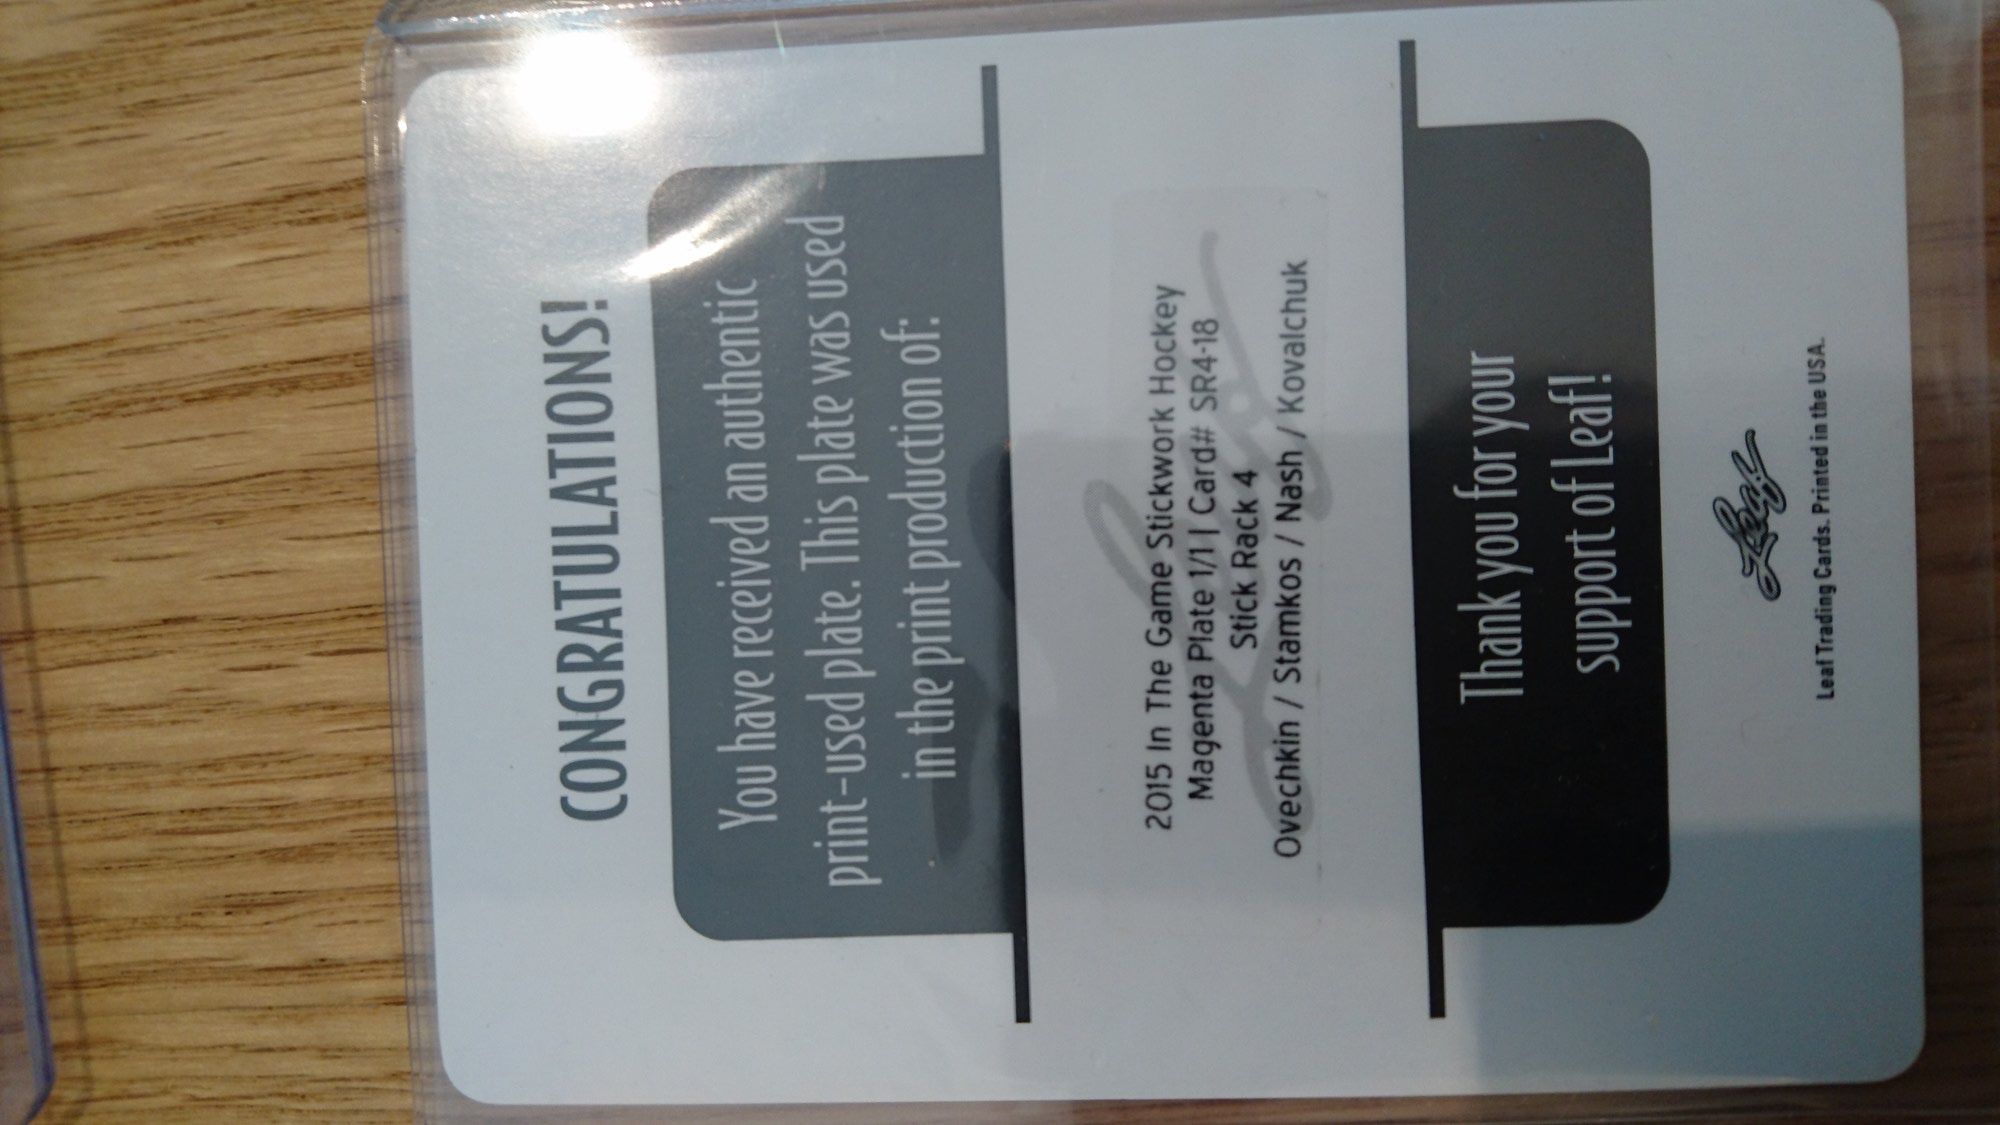 CONGRATULATIONS!
You have received an authentic
print-used plate. This plate was used
in the print production of:
2015 In The Game Stickwork Hockey
Magenta Plate 1/1 | Card# SR4-18
Stick Rack 4
Ovechkin / Stamkos / Nash / Kovalchuk
Thank you for your
support of Leaf!
Leaf
Leaf Trading Cards. Printed in the USA.